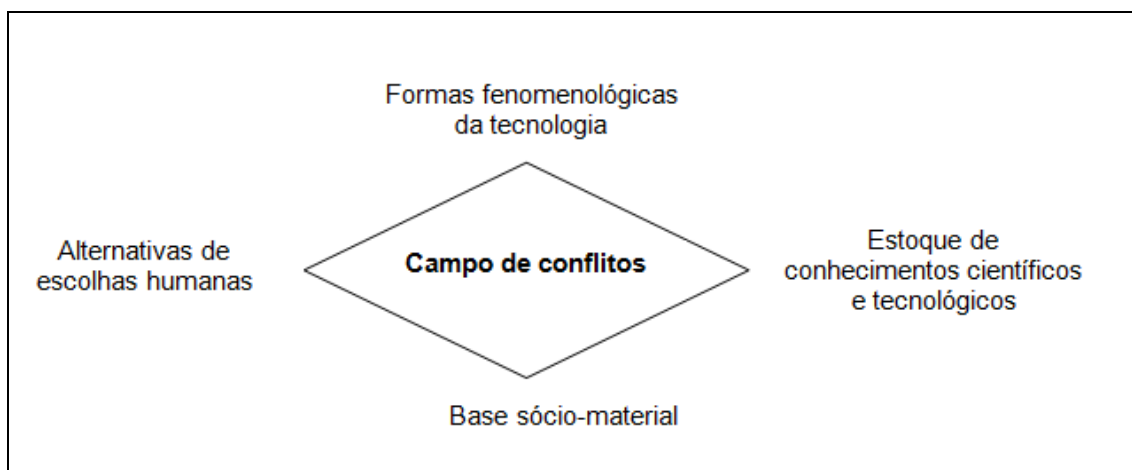 Formas fenomenológicas
da tecnologia
Alternativas de
escolhas humanas
Campo de conflitos
Estoque de
conhecimentos científicos
e tecnológicos
Base sócio-material